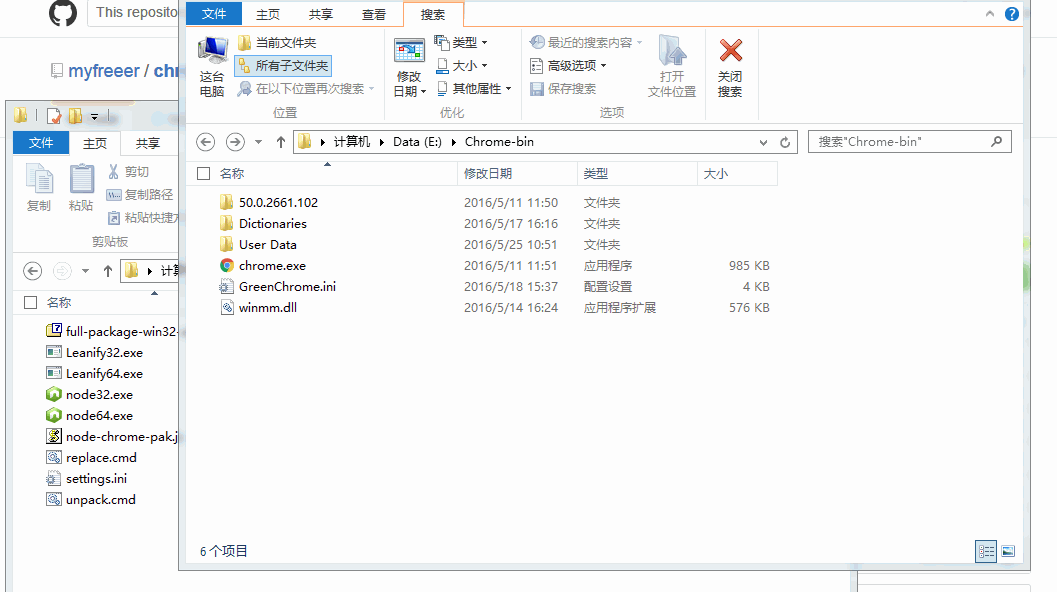 This reposito
myfreeer / chr
文件
主页
共享
剪切
复制路径
粘贴快捷方
复制
粘贴
剪贴板
计算
名称
full-package-win32-
Leanify32.exe
Leanify64.exe
node32.exe
node64.exe
node-chrome-pak.j
replace.cmd
settings.ini
unpack.cmd
文件
主页
共享
查看
搜索
这台
电脑
当前文件夹
所有子文件夹
在以下位置再次搜索
位置
修改
日期
类型
大小
其他属性
优化
最近的搜索内容
高级选项
保存搜索
打开
文件位置
选项
关闭
搜索
计算机 Data (E:) Chrome-bin
搜索"Chrome-bin"
名称 修改日期 类型 大小
50.0.2661.102 2016/5/11 11:50 文件夹
Dictionaries 2016/5/17 16:16 文件夹
User Data 2016/5/25 10:51 文件夹
chrome.exe 2016/5/11 11:51 应用程序 985 KB
GreenChrome.ini 2016/5/18 15:37 配置设置 4 KB
winmm.dll 2016/5/14 16:24 应用程序扩展 576 KB
6 个项目